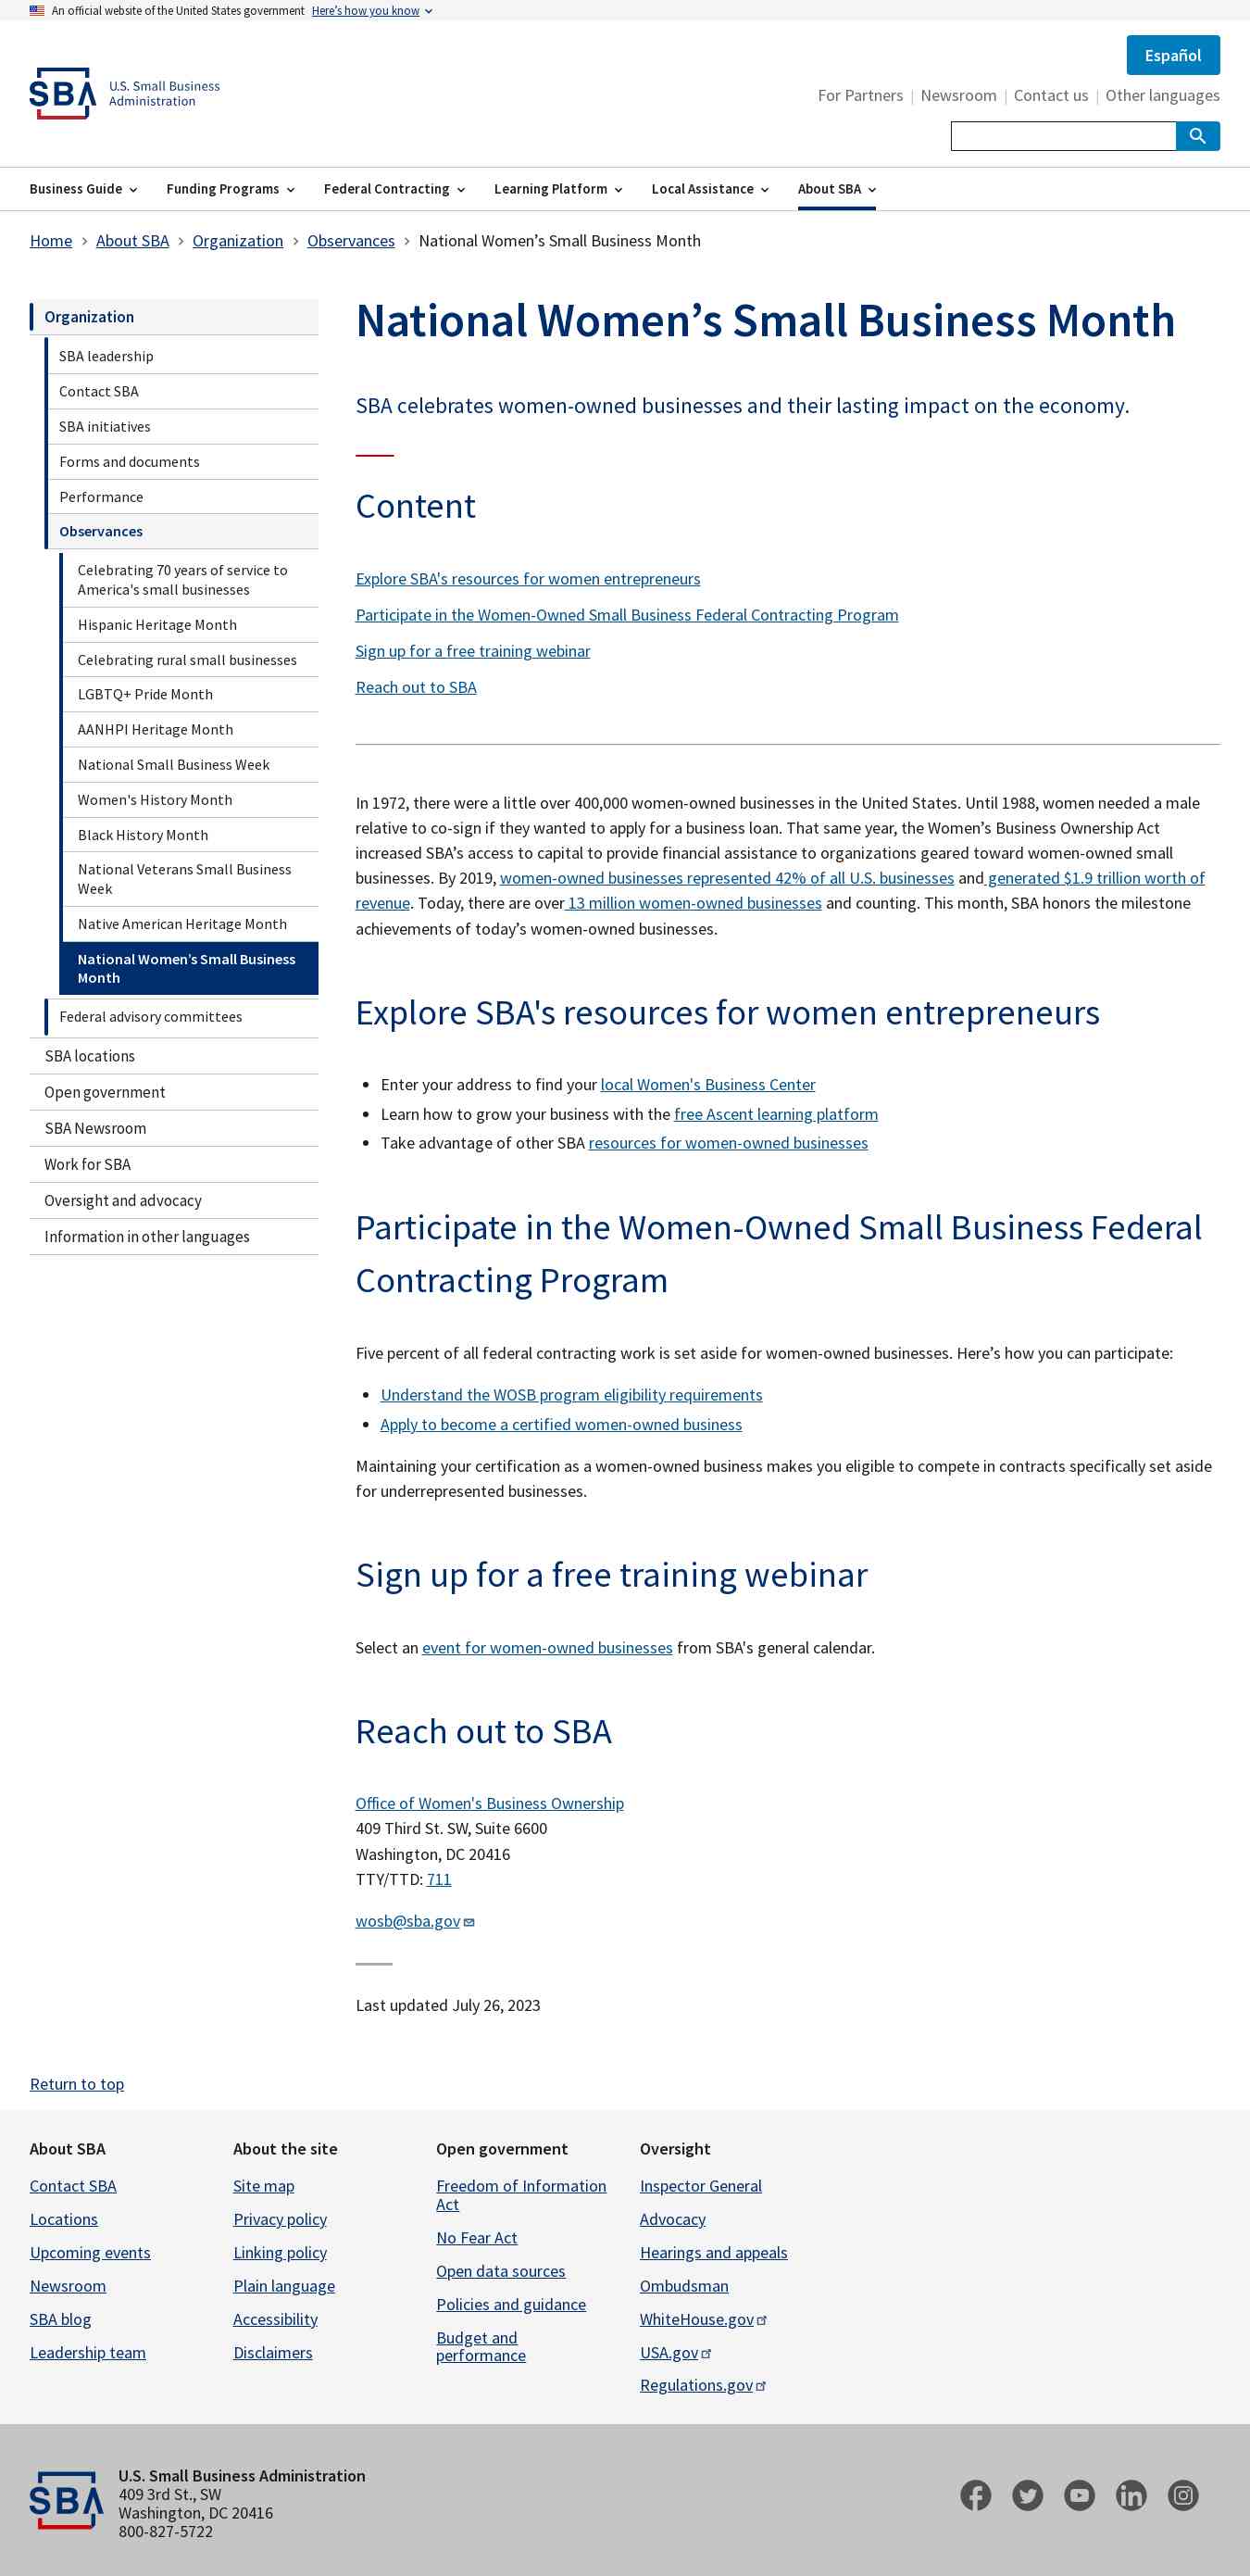 An official website of the United States government Here’s how you know
Español
SBA U.S. Small Business
Administration
For Partners | Newsroom | Contact us | Other languages
Business Guide Funding Programs Federal Contracting Learning Platform Local Assistance About SBA
Home > About SBA > Organization > Observances > National Women’s Small Business Month
Organization
SBA leadership
Contact SBA
SBA initiatives
Forms and documents
Performance
Observances
Celebrating 70 years of service to
America's small businesses
Hispanic Heritage Month
Celebrating rural small businesses
LGBTQ+ Pride Month
AANHPI Heritage Month
National Small Business Week
Women's History Month
Black History Month
National Veterans Small Business
Week
Native American Heritage Month
National Women’s Small Business
Month
Federal advisory committees
SBA locations
Open government
SBA Newsroom
Work for SBA
Oversight and advocacy
Information in other languages
National Women’s Small Business Month
SBA celebrates women-owned businesses and their lasting impact on the economy.
Content
Explore SBA's resources for women entrepreneurs
Participate in the Women-Owned Small Business Federal Contracting Program
Sign up for a free training webinar
Reach out to SBA
In 1972, there were a little over 400,000 women-owned businesses in the United States. Until 1988, women needed a male
relative to co-sign if they wanted to apply for a business loan. That same year, the Women’s Business Ownership Act
increased SBA’s access to capital to provide financial assistance to organizations geared toward women-owned small
businesses. By 2019, women-owned businesses represented 42% of all U.S. businesses and generated $1.9 trillion worth of
revenue. Today, there are over 13 million women-owned businesses and counting. This month, SBA honors the milestone
achievements of today’s women-owned businesses.
Explore SBA's resources for women entrepreneurs
• Enter your address to find your local Women's Business Center
• Learn how to grow your business with the free Ascent learning platform
• Take advantage of other SBA resources for women-owned businesses
Participate in the Women-Owned Small Business Federal
Contracting Program
Five percent of all federal contracting work is set aside for women-owned businesses. Here’s how you can participate:
• Understand the WOSB program eligibility requirements
• Apply to become a certified women-owned business
Maintaining your certification as a women-owned business makes you eligible to compete in contracts specifically set aside
for underrepresented businesses.
Sign up for a free training webinar
Select an event for women-owned businesses from SBA's general calendar.
Reach out to SBA
Office of Women's Business Ownership
409 Third St. SW, Suite 6600
Washington, DC 20416
TTY/TTD: 711
wosb@sba.gov
Last updated July 26, 2023
Return to top
About SBA
Contact SBA
Locations
Upcoming events
Newsroom
SBA blog
Leadership team
About the site
Site map
Privacy policy
Linking policy
Plain language
Accessibility
Disclaimers
Open government
Freedom of Information
Act
No Fear Act
Open data sources
Policies and guidance
Budget and
performance
Oversight
Inspector General
Advocacy
Hearings and appeals
Ombudsman
WhiteHouse.gov
USA.gov
Regulations.gov
SBA
U.S. Small Business Administration
409 3rd St., SW
Washington, DC 20416
800-827-5722